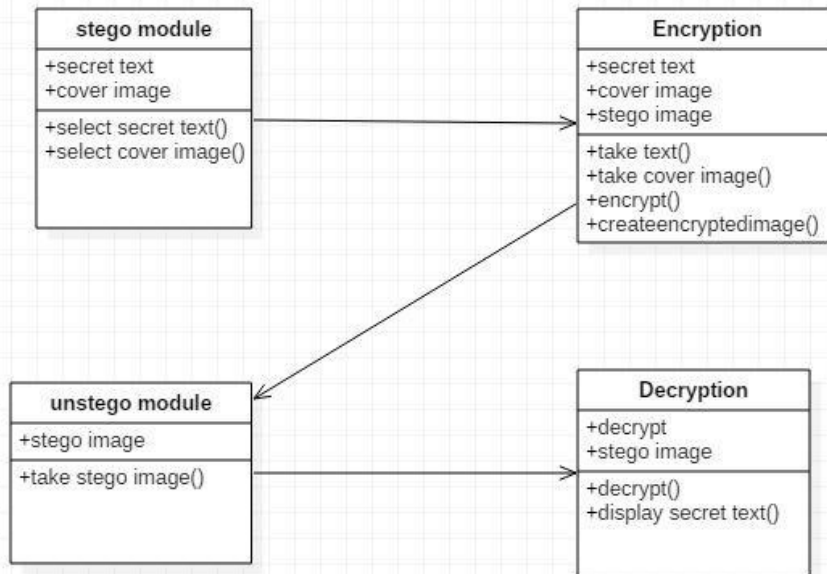 stego module
+secret text
+cover image
+select secret text()
+select cover image()
Encryption
+secret text
+cover image
+stego image
+take text()
+take cover image()
+encrypt()
+createencryptedimage()
unstego module
+stego image
+take stego image()
Decryption
+decrypt
+stego image
+decrypt()
+display secret text()